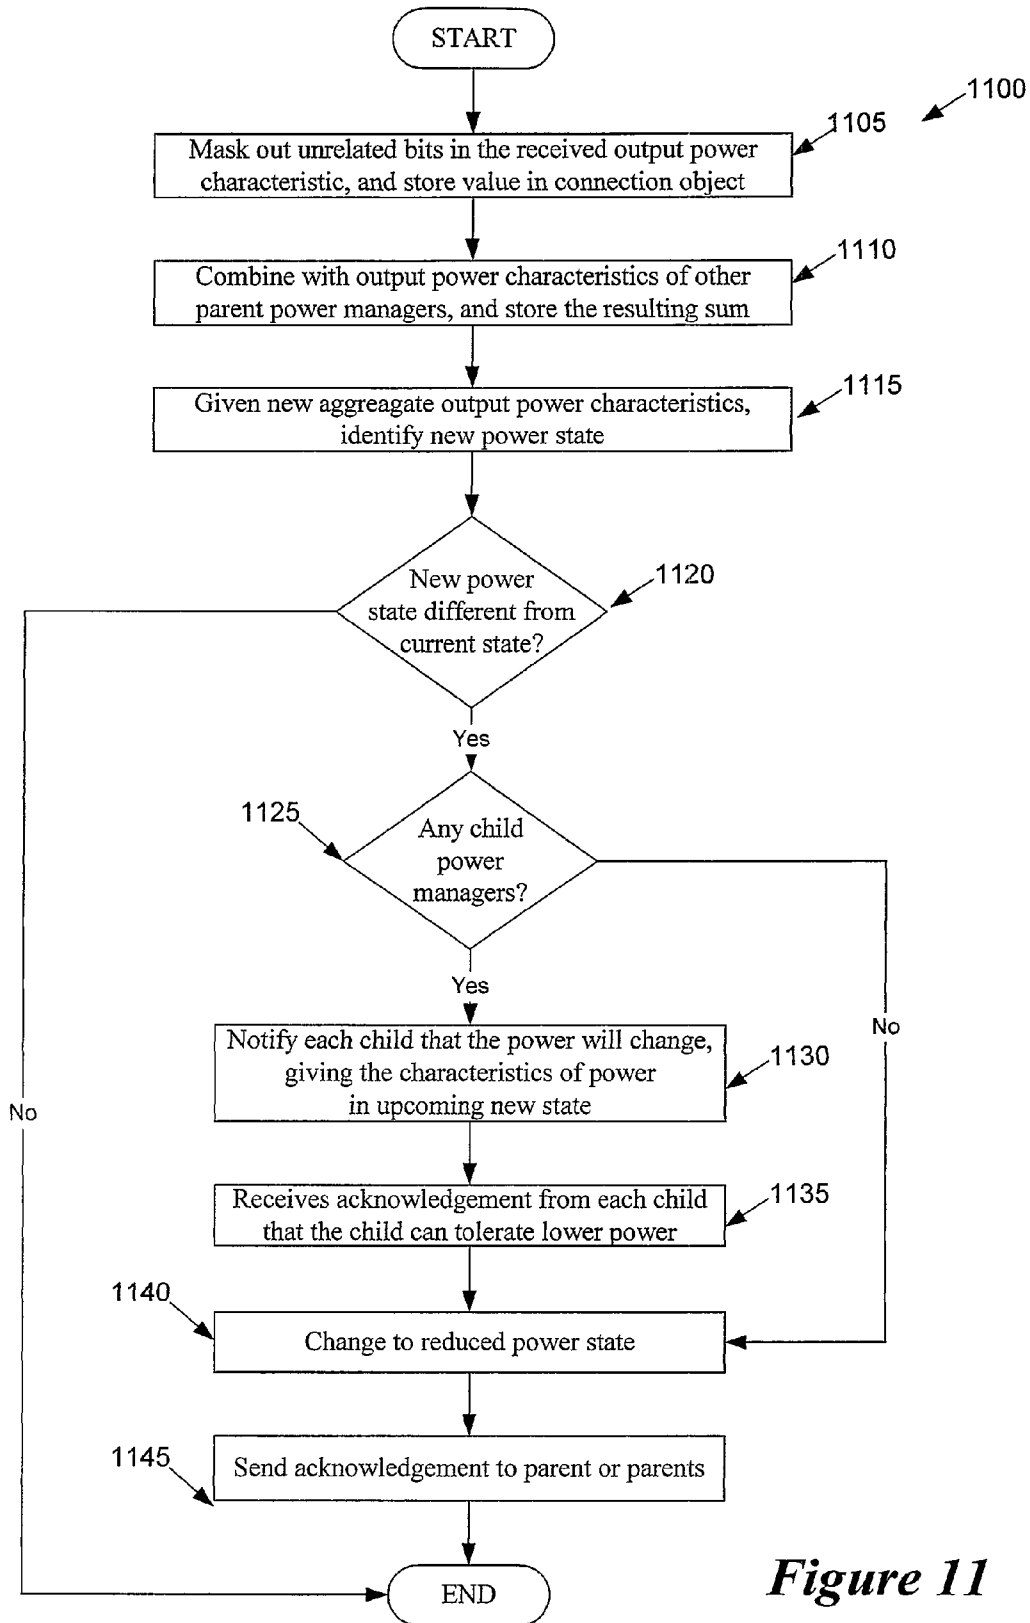 START
1100
1105
Mask out unrelated bits in the received output power
characteristic, and store value in connection object
1110
Combine with output power characteristics of other
parent power managers, and store the resulting sum
1115
Given new aggreagate output power characteristics,
identify new power state
New power
state different from
current state?
1120
Yes
1125
Any child
power
managers?
Yes
No
Notify each child that the power will change,
giving the characteristics of power
in upcoming new state
1130
No
Receives acknowledgement from each child
that the child can tolerate lower power
1135
1140
Change to reduced power state
1145
Send acknowledgement to parent or parents
END
Figure 11